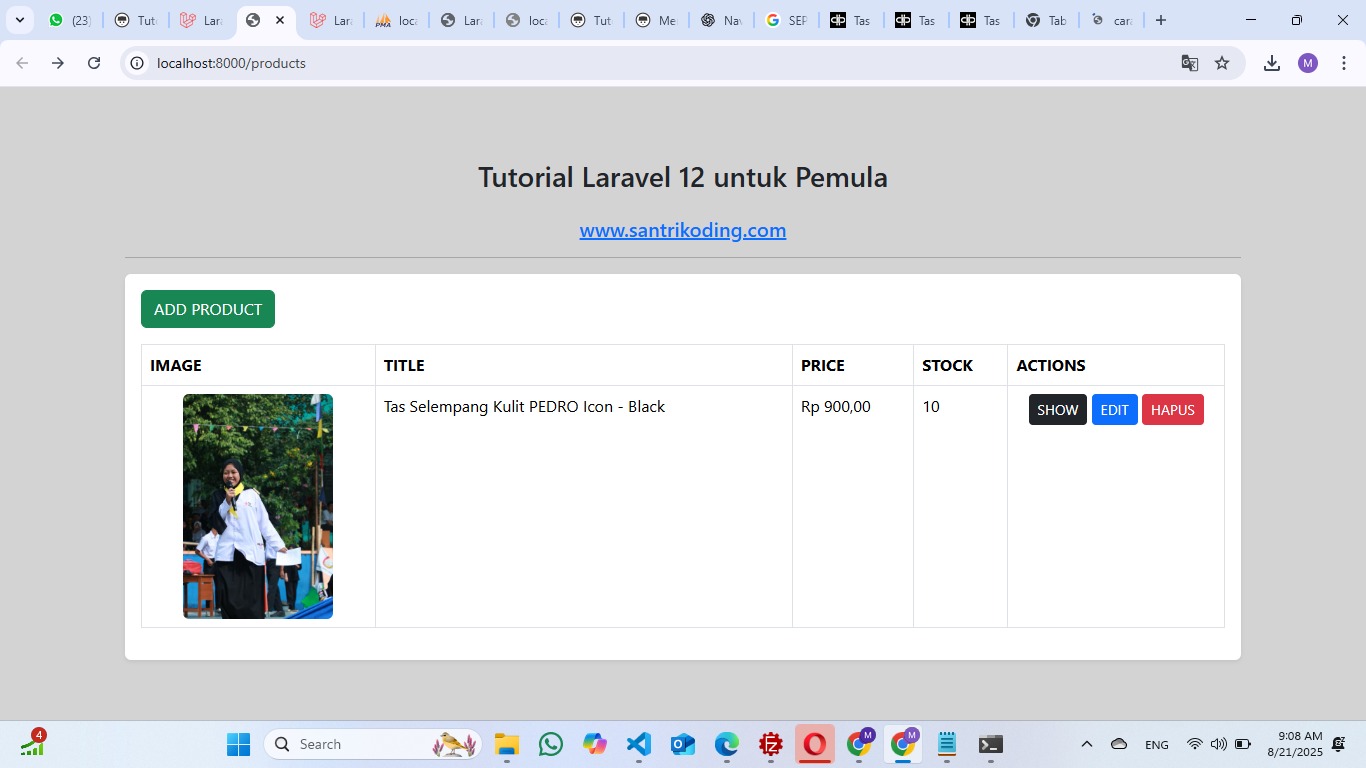 (23)
Tut
Lar
Lar
loca
Lar
loca
Tut
Me
Nav
SEP
Tas
Tas
Tas
Tab
cara
localhost:8000/products
M
Tutorial Laravel 12 untuk Pemula
www.santrikoding.com
ADD PRODUCT
IMAGE TITLE PRICE STOCK ACTIONS
Tas Selempang Kulit PEDRO Icon - Black Rp 900,00 10 SHOW EDIT HAPUS
4
Search
M
M
ENG
9:08 AM
8/21/2025